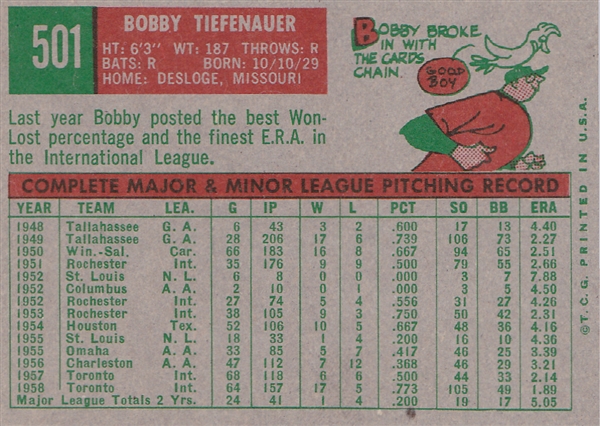 501
BOBBY TIEFENAUER
HT: 6'3" WT: 187 THROWS: R
BATS: R BORN: 10/10/29
HOME: DESLOGE, MISSOURI
BOBBY BROKE
IN WITH
THE CARDS
CHAIN.
GOOD
BOY
Last year Bobby posted the best Won-
Lost percentage and the finest E.R.A. in
the International League.
COMPLETE MAJOR & MINOR LEAGUE PITCHING RECORD
YEAR TEAM LEA. G IP W L PCT SO BB ERA
1948 Tallahassee G. A. 6 43 3 2 .600 17 13 4.40
1949 Tallahassee G. A. 28 206 17 6 .739 106 73 2.27
1950 Win.-Sal. Car. 66 183 16 8 .667 94 65 2.51
1951 Rochester Int. 35 176 9 9 .500 79 55 2.66
1952 St. Louis N. L. 6 8 0 0 .000 3 7 7.88
1952 Columbus A. A. 1 1 0 0 .000 0 2 0.00
1952 Rochester Int. 27 74 5 4 .556 31 27 4.26
1953 Rochester Int. 38 105 9 3 .750 50 42 2.31
1954 Houston Tex. 52 106 4 5 .444 48 36 4.16
1955 St. Louis N. L. 18 33 1 4 .200 16 10 4.36
1955 Omaha A. A. 33 85 5 7 .417 46 25 3.39
1956 Charleston A. A. 47 112 7 12 .368 46 31 3.21
1957 Toronto Int. 68 118 6 3 .667 44 33 2.14
1958 Toronto Int. 64 157 17 5 .773 105 49 1.89
Major League Totals 2 Yrs. 24 41 1 4 .200 19 17 5.05
©T.C.G. PRINTED IN U.S.A.